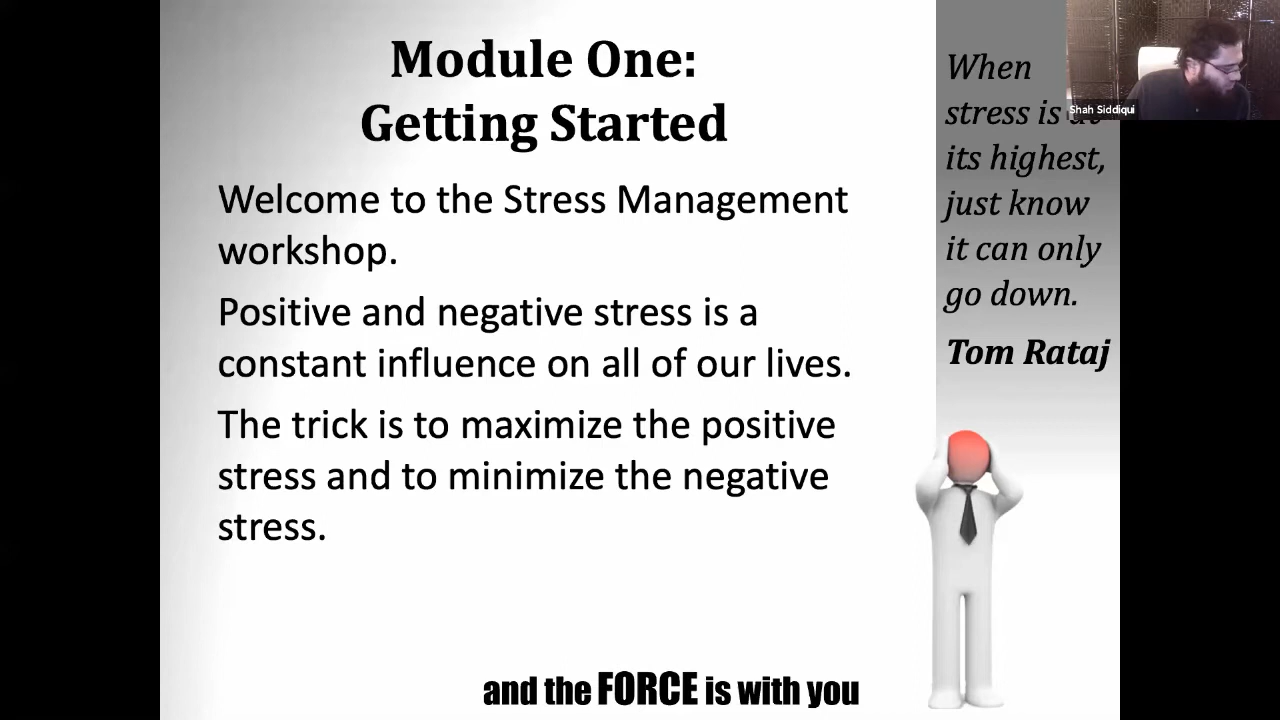 Module One:
Getting Started
Welcome to the Stress Management
workshop.
Positive and negative stress is a
constant influence on all of our lives.
The trick is to maximize the positive
stress and to minimize the negative
stress.
When
stress is at
its highest,
just know
it can only
go down.
Tom Rataj
Shah Siddiqui
and the FORCE is with you